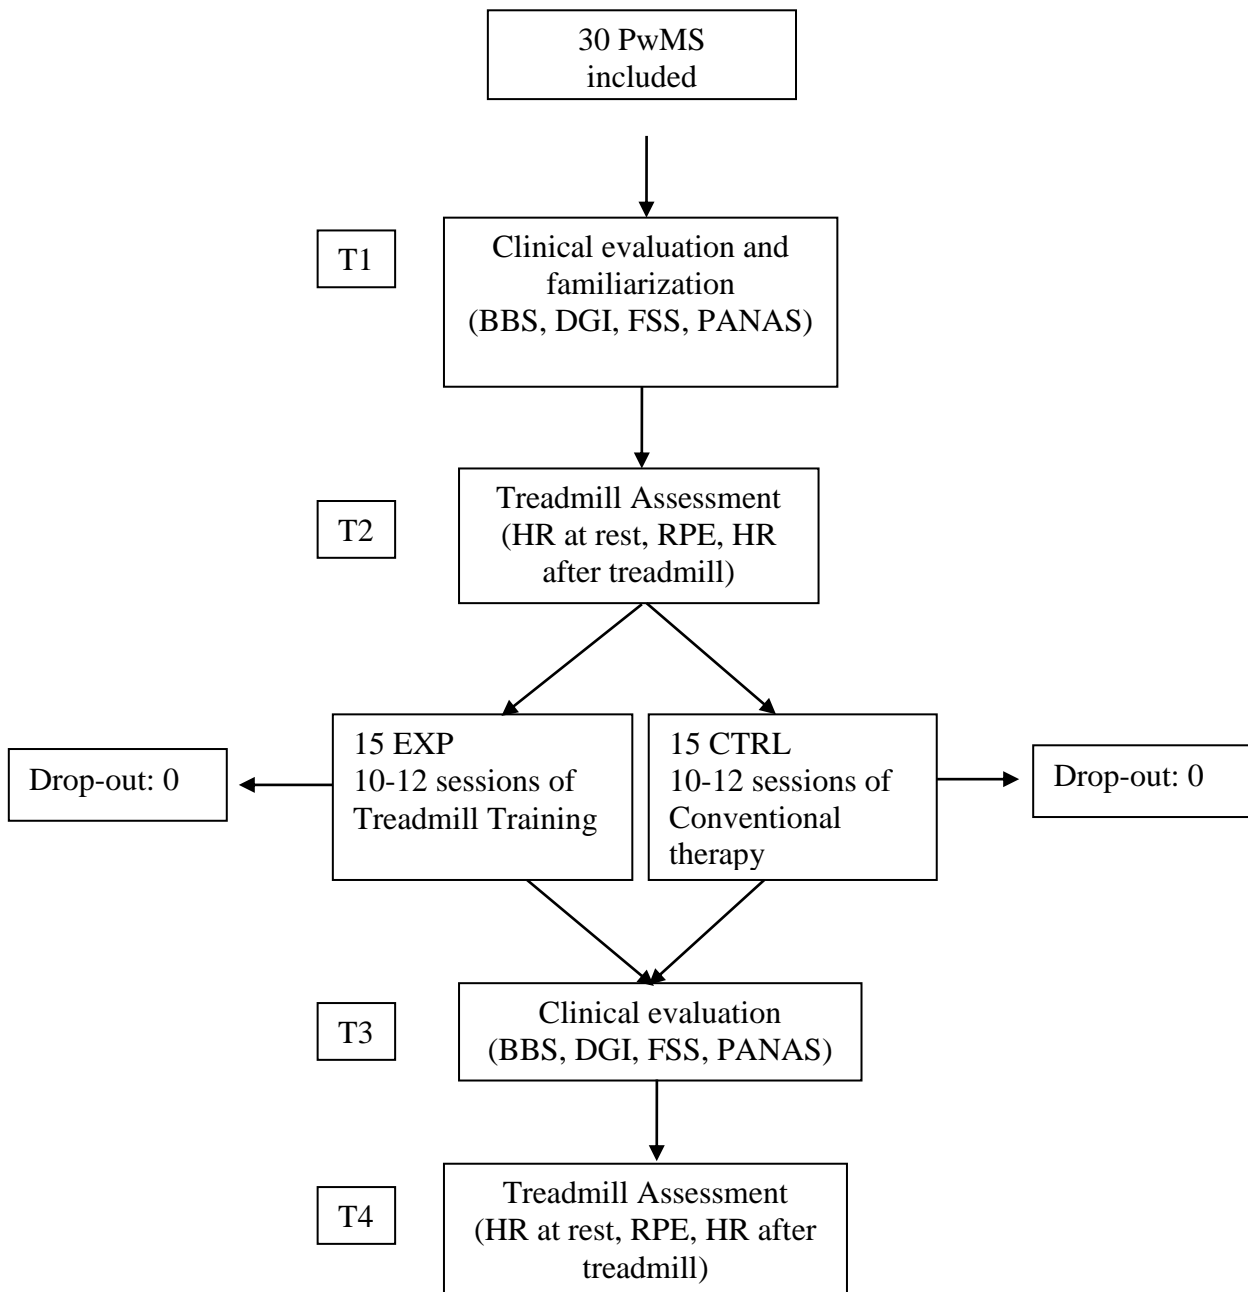 30 PwMS
included
T1
Clinical evaluation and
familiarization
(BBS, DGI, FSS, PANAS)
T2
Treadmill Assessment
(HR at rest, RPE, HR
after treadmill)
Drop-out: 0
15 EXP
10-12 sessions of
Treadmill Training
15 CTRL
10-12 sessions of
Conventional
therapy
Drop-out: 0
T3
Clinical evaluation
(BBS, DGI, FSS, PANAS)
T4
Treadmill Assessment
(HR at rest, RPE, HR after
treadmill)